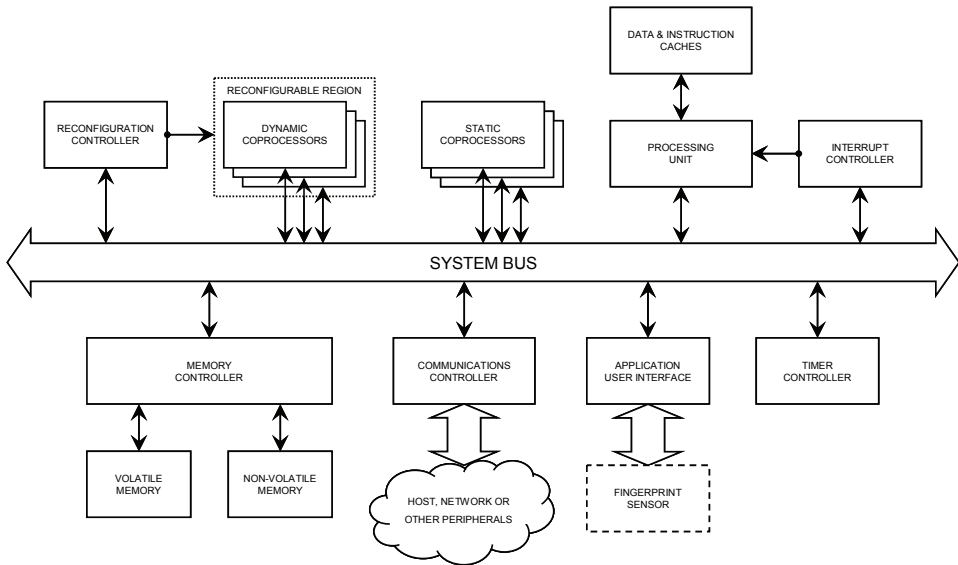 DATA & INSTRUCTION
CACHES
RECONFIGURABLE REGION
RECONFIGURATION
CONTROLLER
DYNAMIC
COPROCESSORS
STATIC
COPROCESSORS
PROCESSING
UNIT
INTERRUPT
CONTROLLER
SYSTEM BUS
MEMORY
CONTROLLER
COMMUNICATIONS
CONTROLLER
APPLICATION
USER INTERFACE
TIMER
CONTROLLER
VOLATILE
MEMORY
NON-VOLATILE
MEMORY
HOST, NETWORK OR
OTHER PERIPHERALS
FINGERPRINT
SENSOR